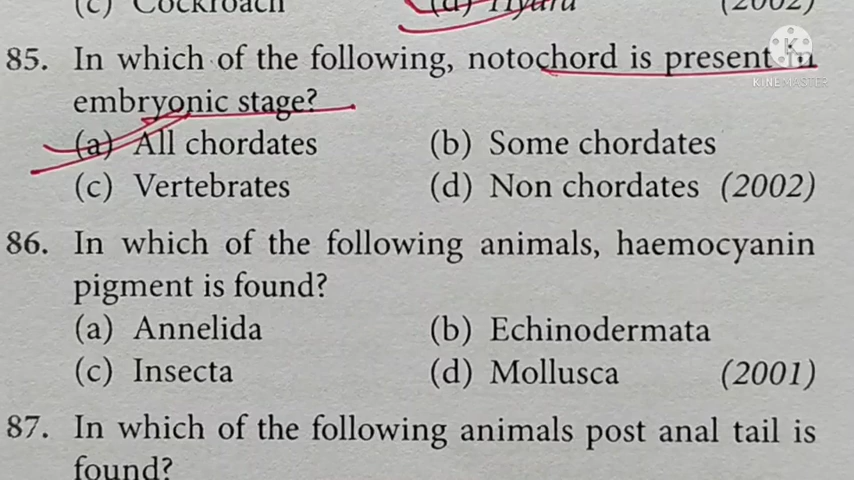 (c) Cockroach (d) Hydra (2002)
85. In which of the following, notochord is present in
embryonic stage?
(a) All chordates (b) Some chordates
(c) Vertebrates (d) Non chordates (2002)
86. In which of the following animals, haemocyanin
pigment is found?
(a) Annelida (b) Echinodermata
(c) Insecta (d) Mollusca (2001)
87. In which of the following animals post anal tail is
found?
KINEMASTER